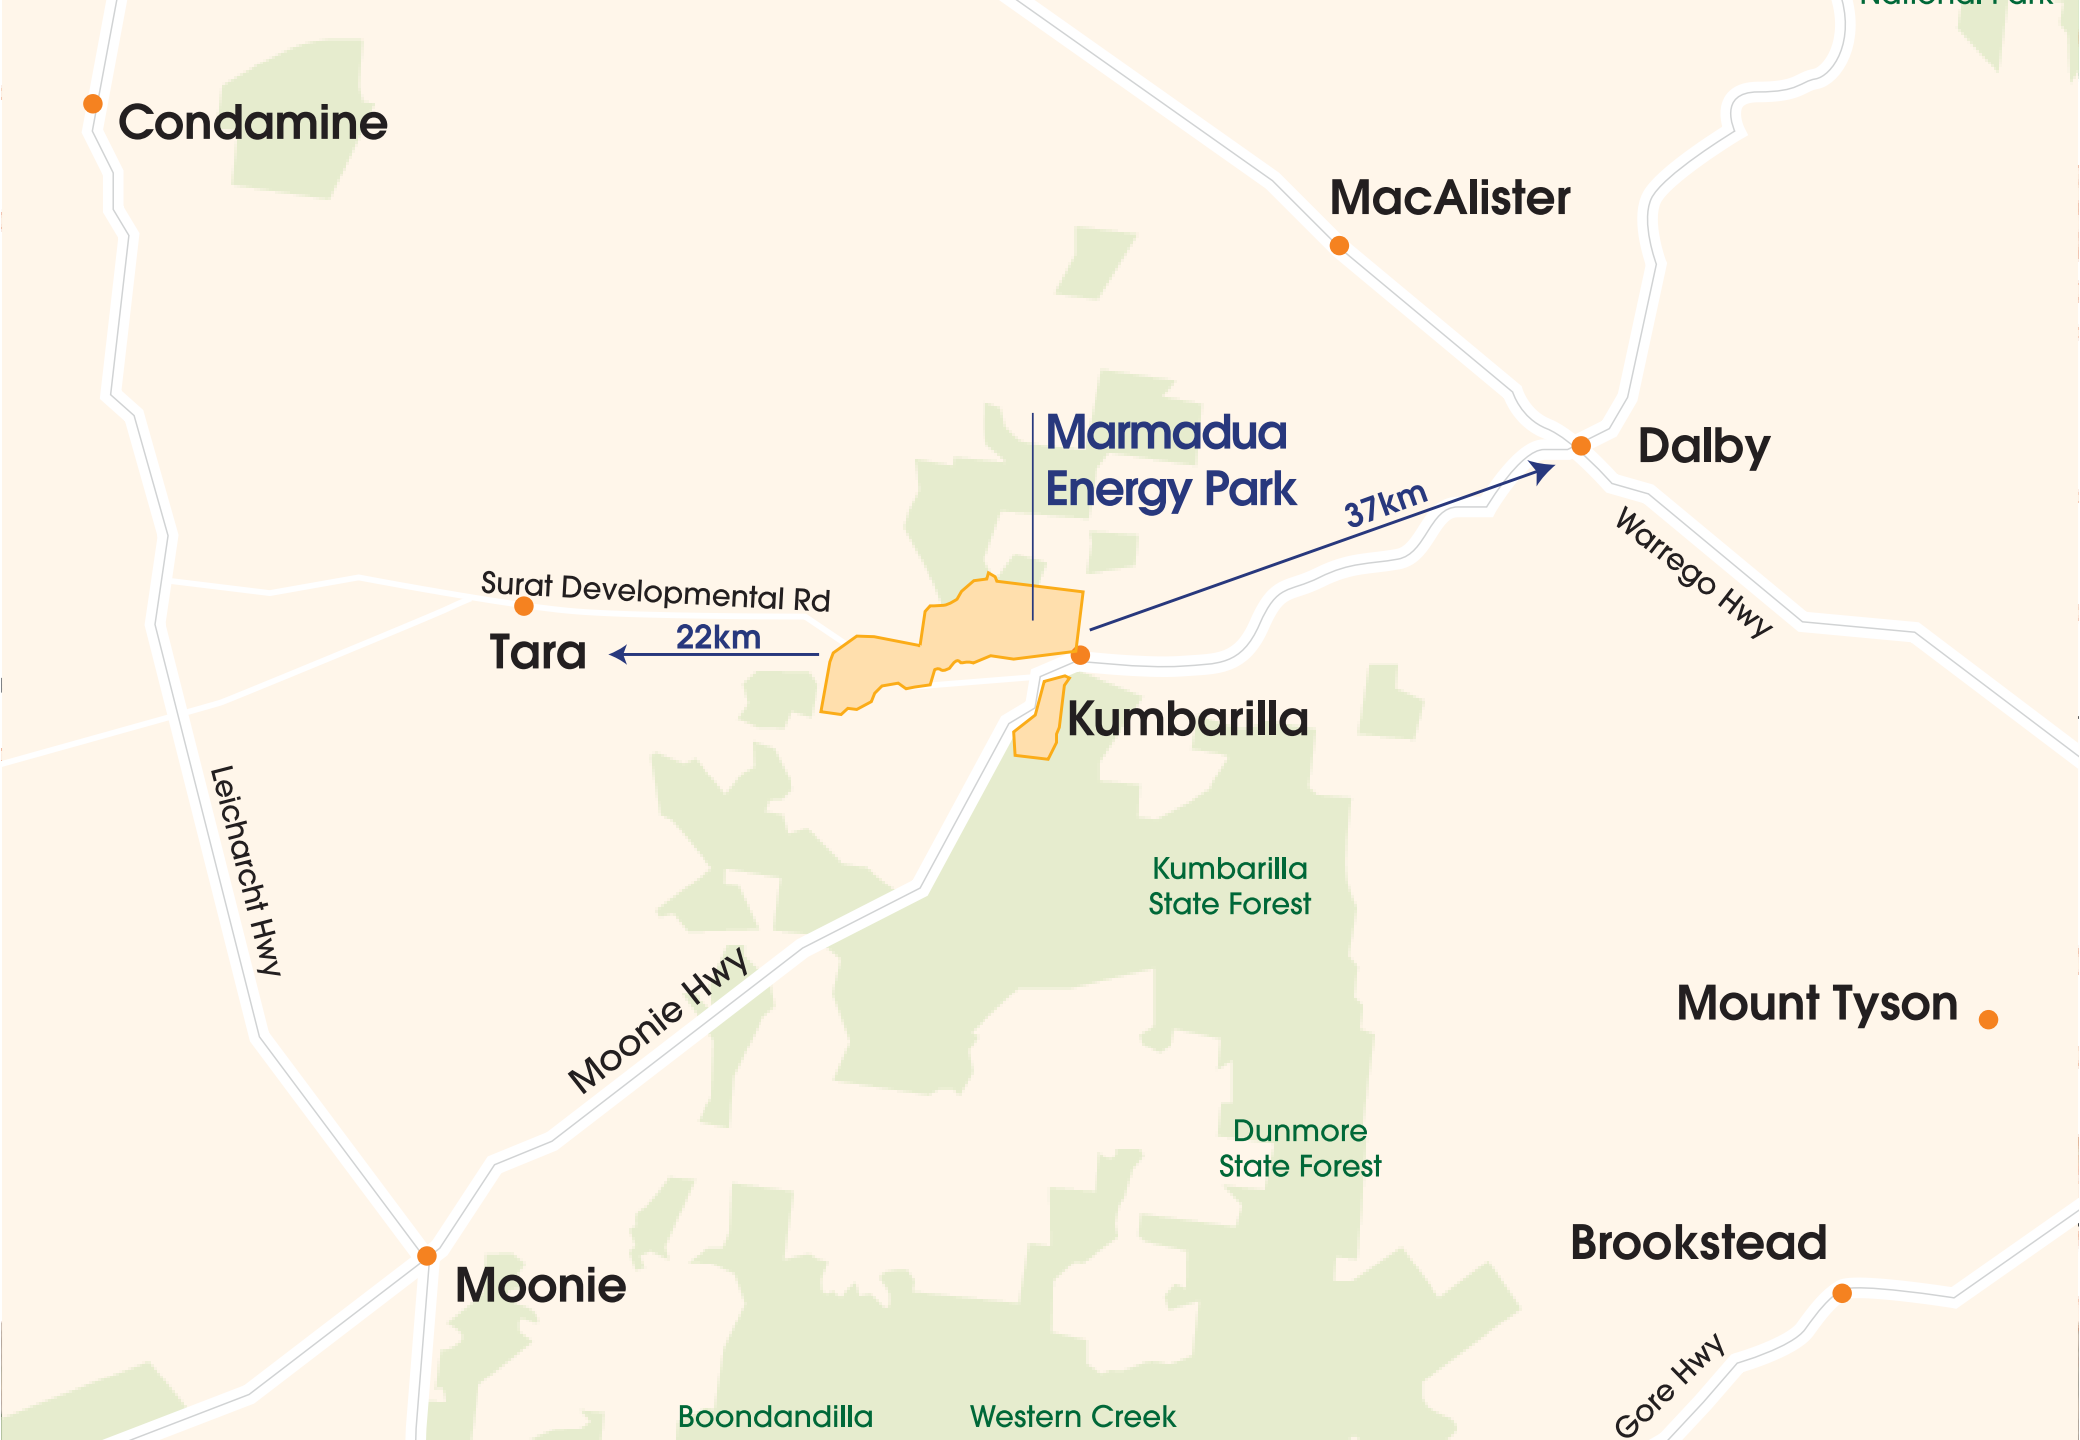 National Park
Condamine
MacAlister
Marmadua
Energy Park
Dalby
37km
Warrego Hwy
Surat Developmental Rd
22km
Tara
Kumbarilla
Leichardt Hwy
Kumbarilla
State Forest
Moonie Hwy
Mount Tyson
Dunmore
State Forest
Brookstead
Moonie
Gore Hwy
Boondandilla
Western Creek